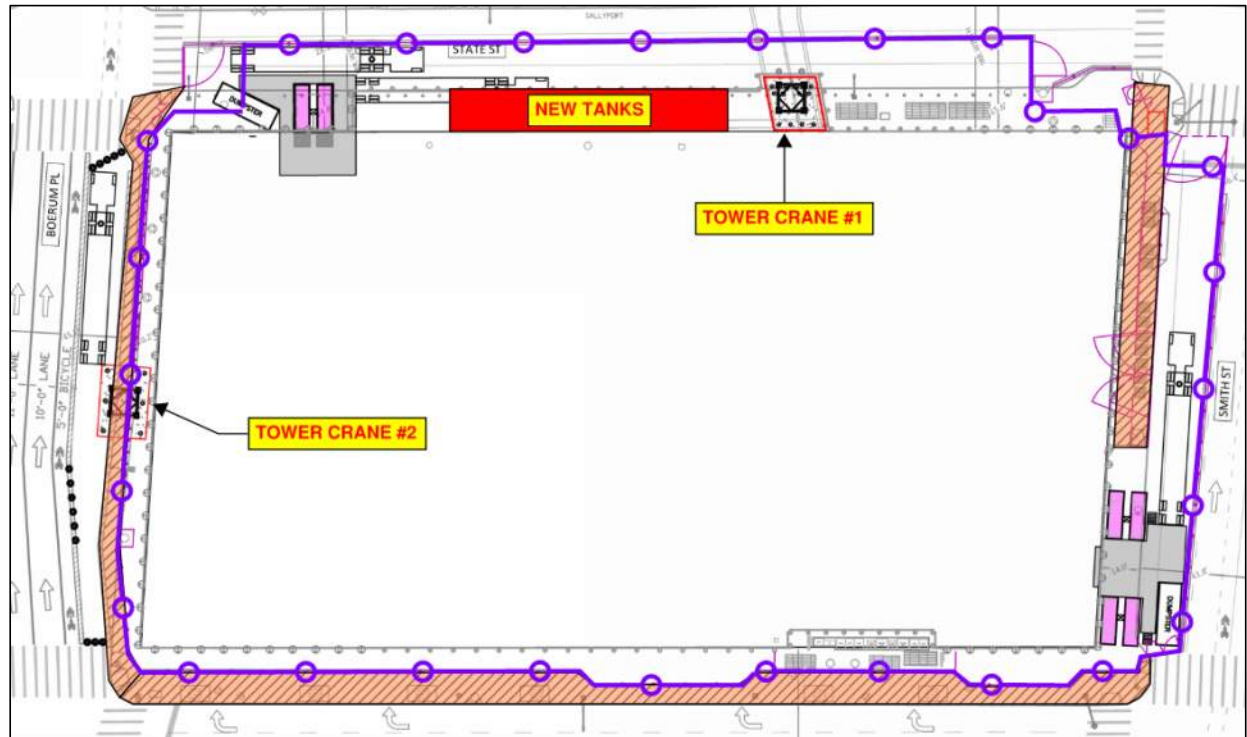 SALLYPORT
STATE ST
DUMPSTER
NEW TANKS
TOWER CRANE #1
BOERUM PL
10'-0" LANE
5'-0" BICYCLE
TOWER CRANE #2
SMITH ST
DUMPSTER